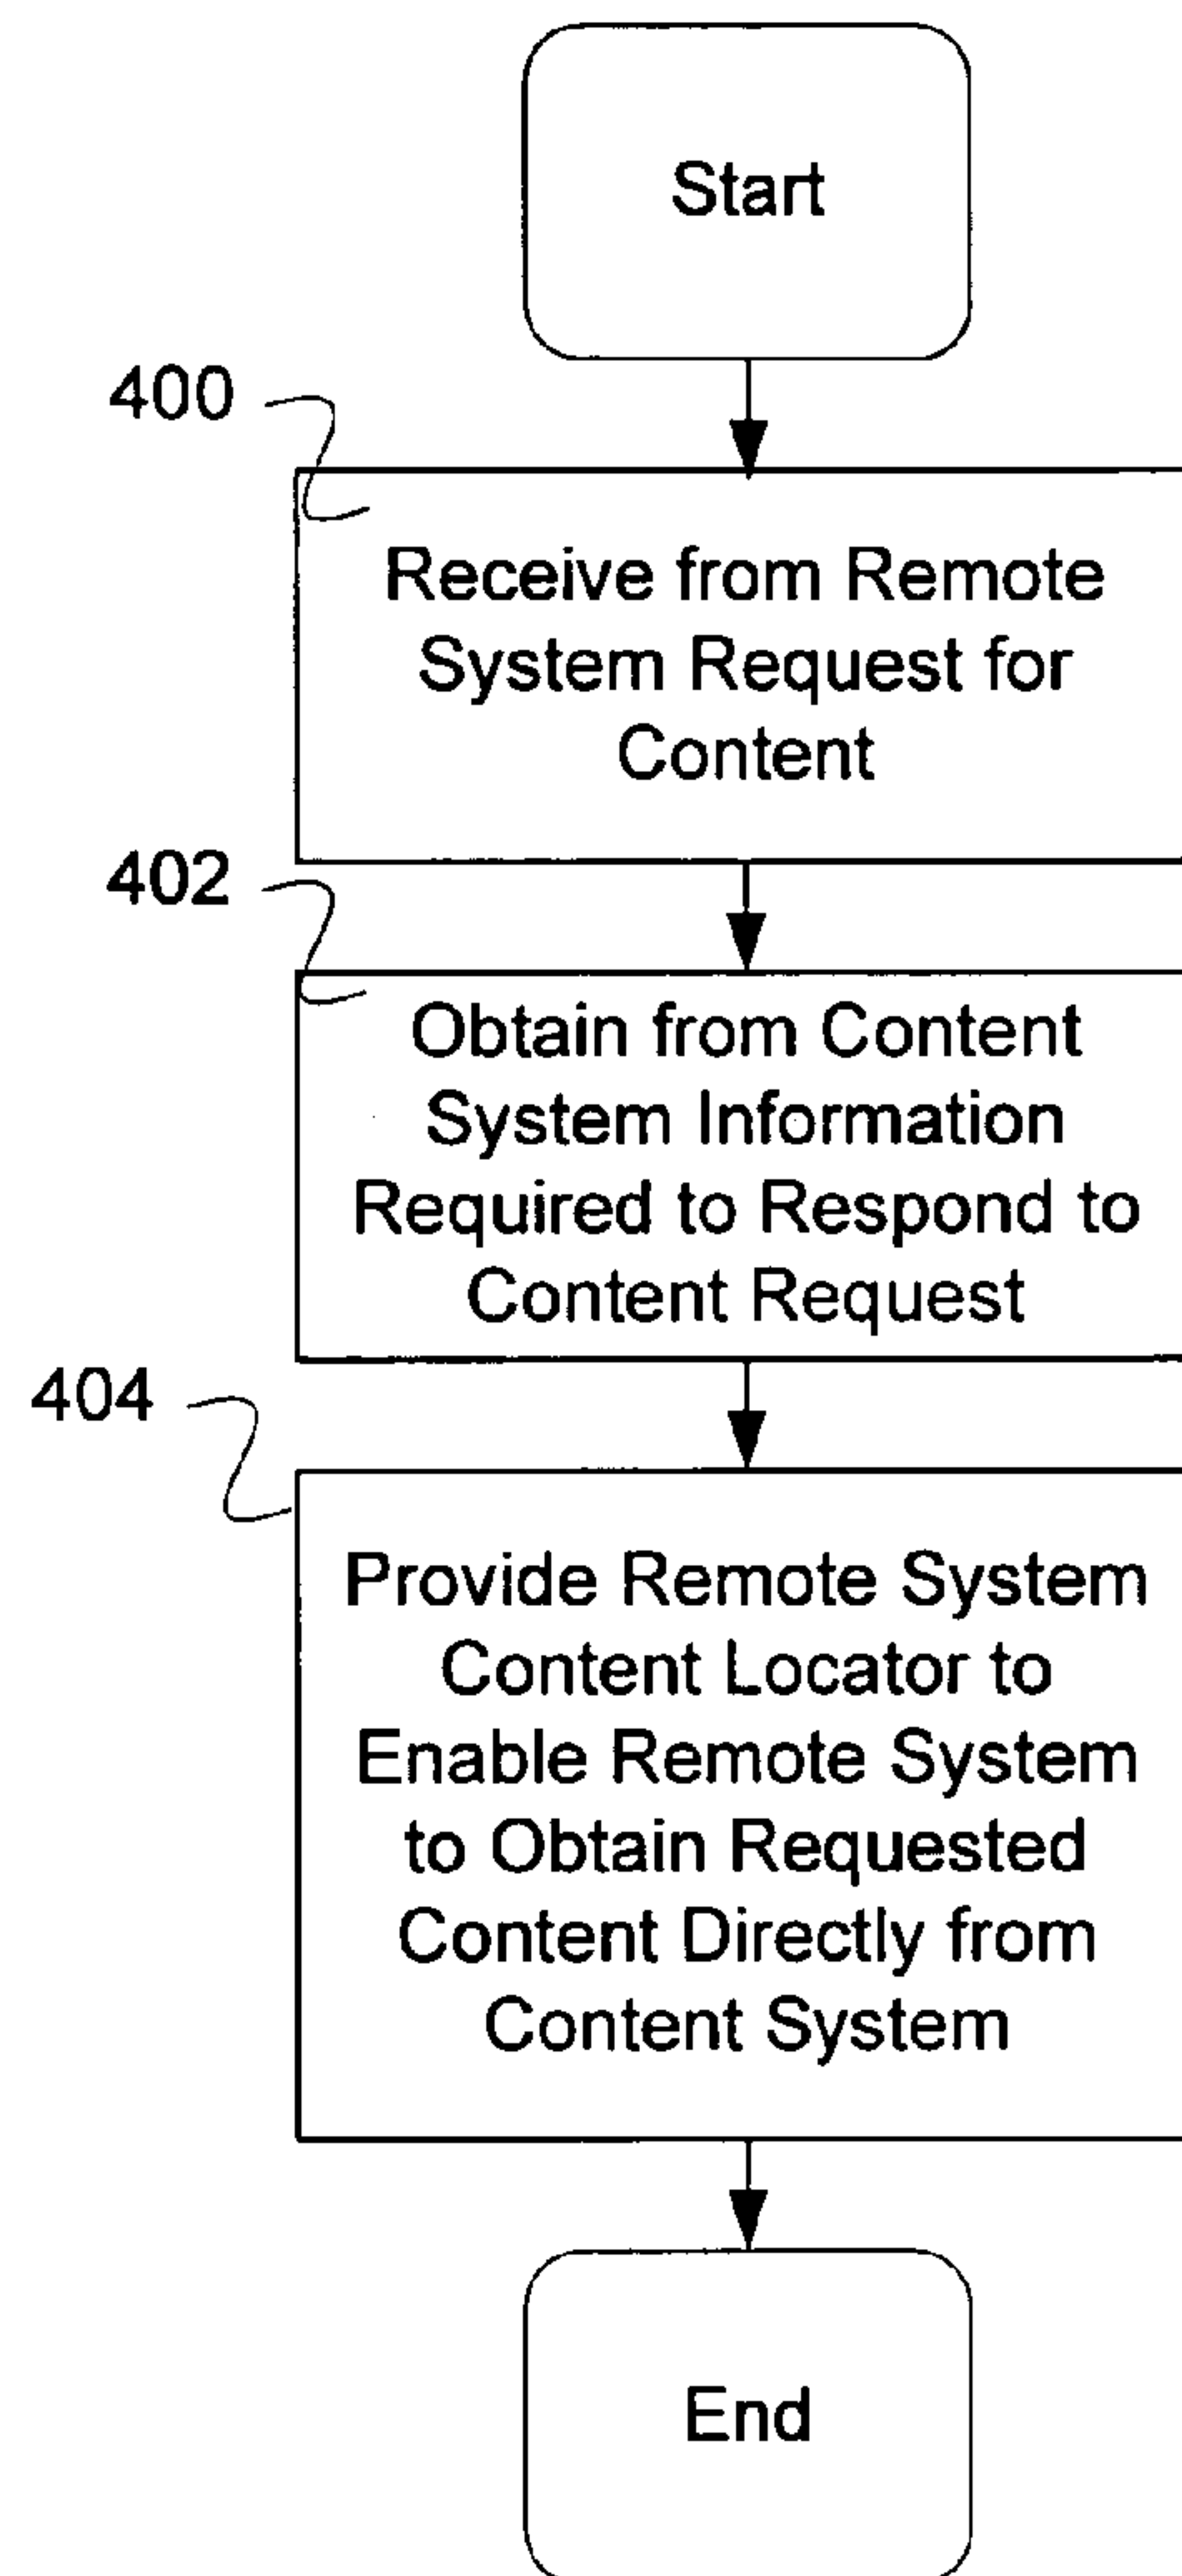 Start
400
Receive from Remote
System Request for
Content
402
Obtain from Content
System Information
Required to Respond to
Content Request
404
Provide Remote System
Content Locator to
Enable Remote System
to Obtain Requested
Content Directly from
Content System
End